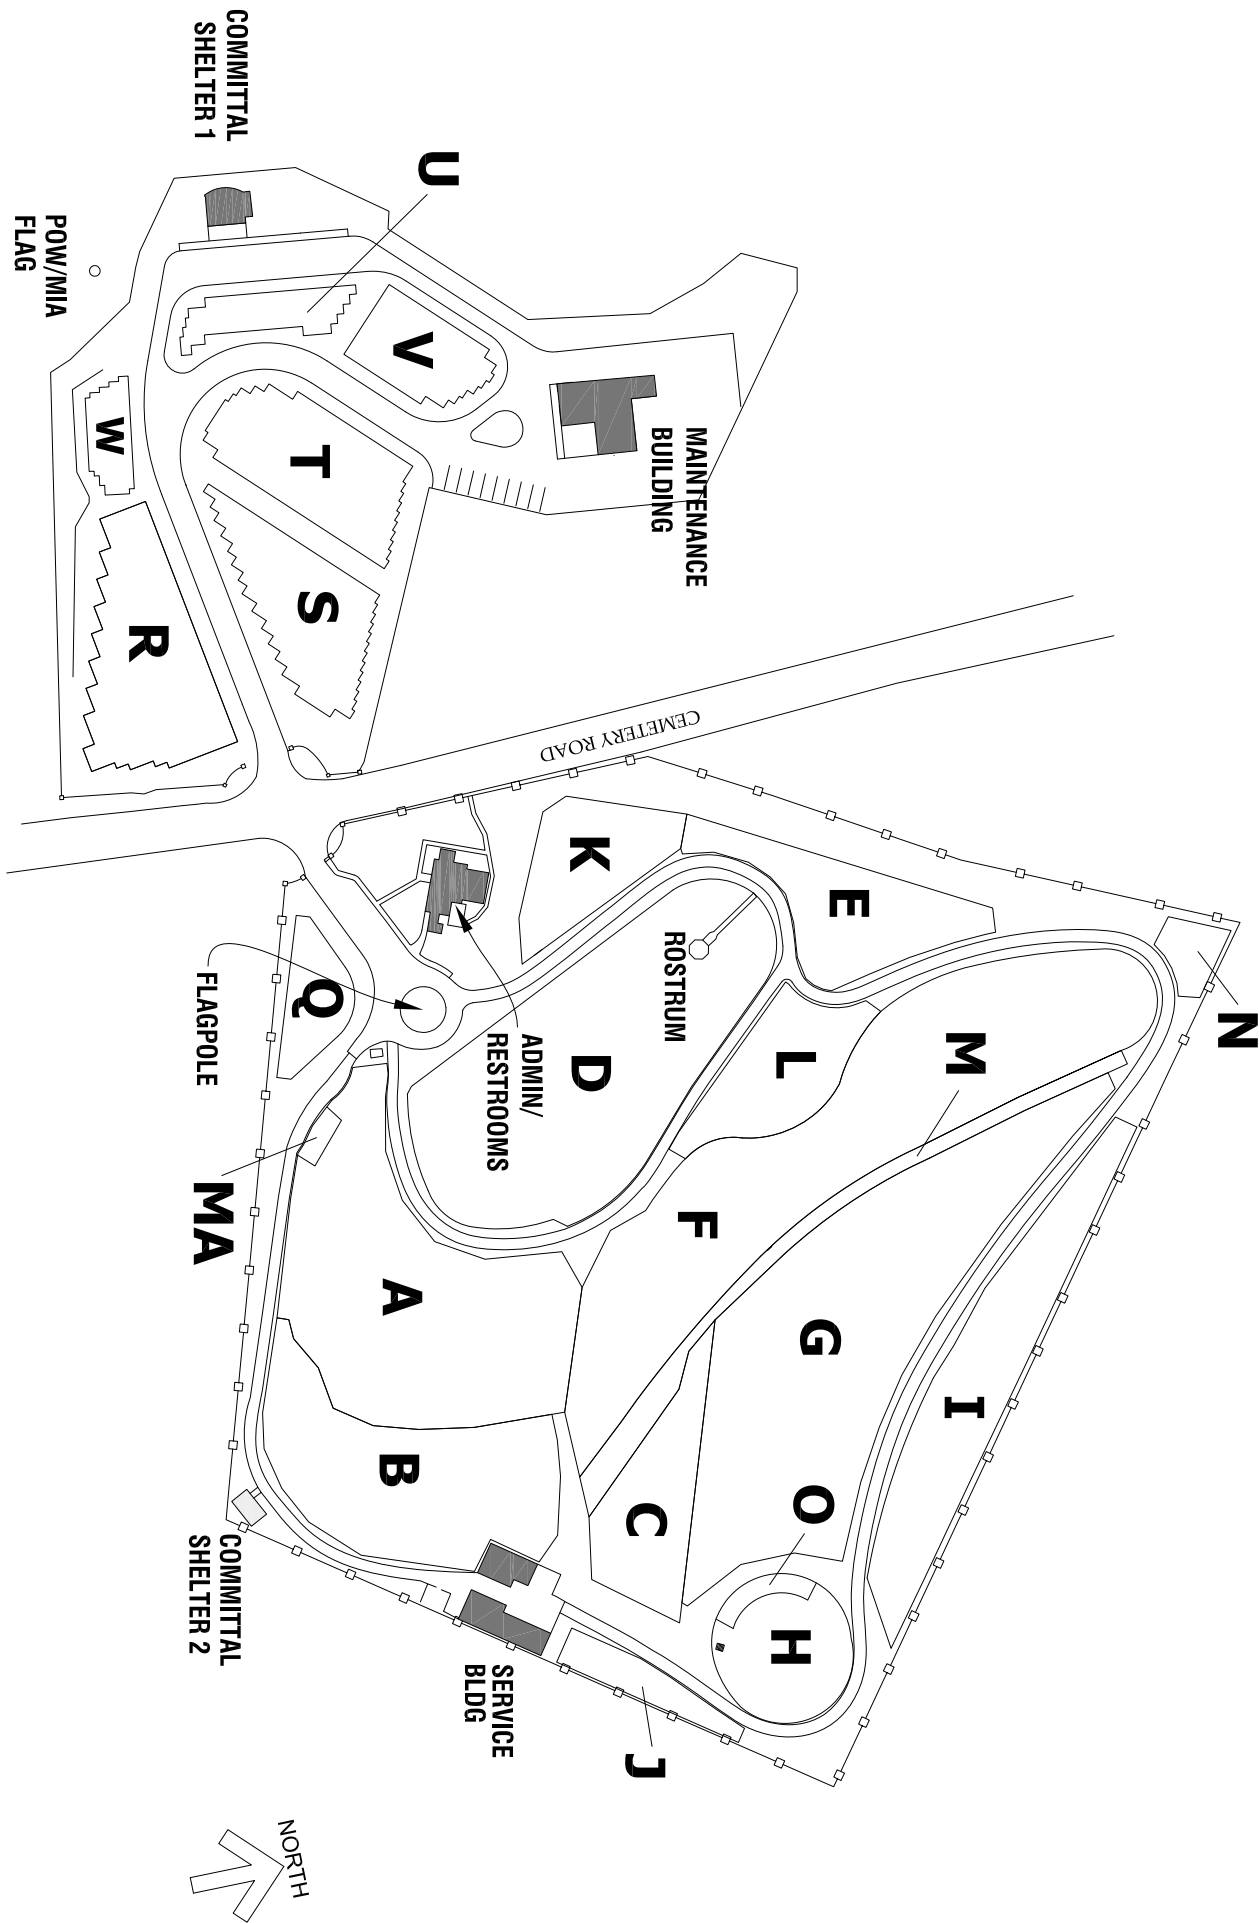 COMMITTAL
SHELTER 1
U
POW/MIA
FLAG
V
W
T
MAINTENANCE
BUILDING
S
R
CEMETERY ROAD
K
E
ROSTRUM
N
Q
FLAGPOLE
ADMIN/
RESTROOMS
D
L
M
MA
F
A
G
I
B
C
O
COMMITTAL
SHELTER 2
H
SERVICE
BLDG
J
NORTH